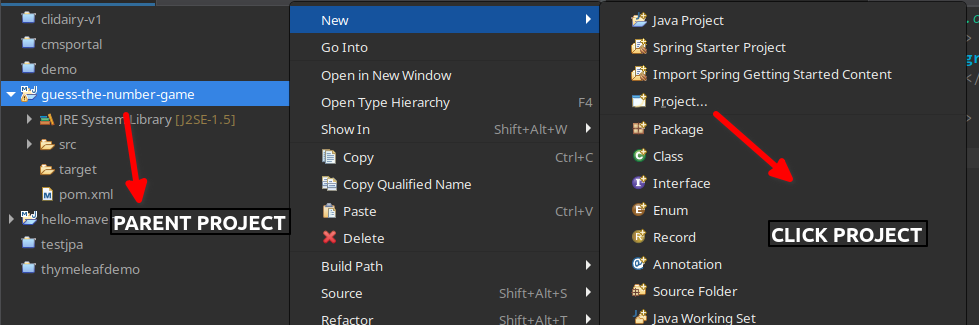 clidairy-v1
cmsportal
demo
guess-the-number-game
JRE System Library [J2SE-1.5]
src
target
pom.xml
hello-mave
testjpa
thymeleafdemo
PARENT PROJECT
New
Go Into
Open in New Window
Open Type Hierarchy F4
Show In Shift+Alt+W
Copy Ctrl+C
Copy Qualified Name
Paste Ctrl+V
Delete
Build Path
Source Shift+Alt+S
Refactor Shift+Alt+T
Java Project
Spring Starter Project
Import Spring Getting Started Content
Project...
Package
Class
Interface
Enum
Record
Annotation
Source Folder
Java Working Set
CLICK PROJECT